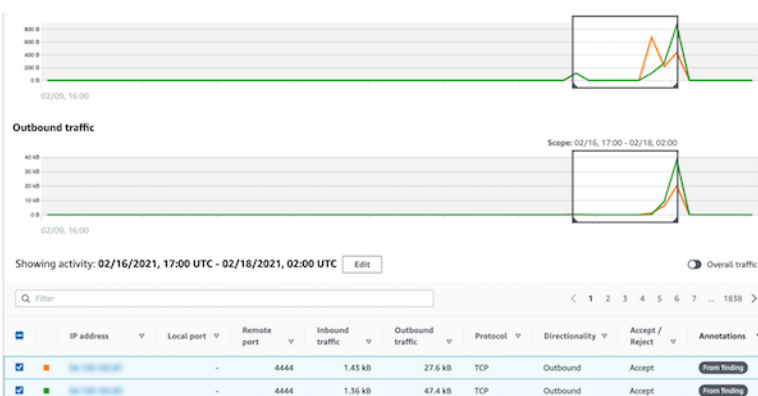 800 B
600 B
400 B
200 B
0 B
02/09, 16:00
Outbound traffic
Scope: 02/16, 17:00 - 02/18, 02:00
40 kB
30 kB
20 kB
10 kB
0 B
02/09, 16:00
Showing activity: 02/16/2021, 17:00 UTC - 02/18/2021, 02:00 UTC Edit Overall traffic
Filter < 1 2 3 4 5 6 7 ... 1838 >
IP address Local port Remote port Inbound traffic Outbound traffic Protocol Directionality Accept / Reject Annotations
- 4444 1.43 kB 27.6 kB TCP Outbound Accept From finding
- 4444 1.36 kB 47.4 kB TCP Outbound Accept From finding